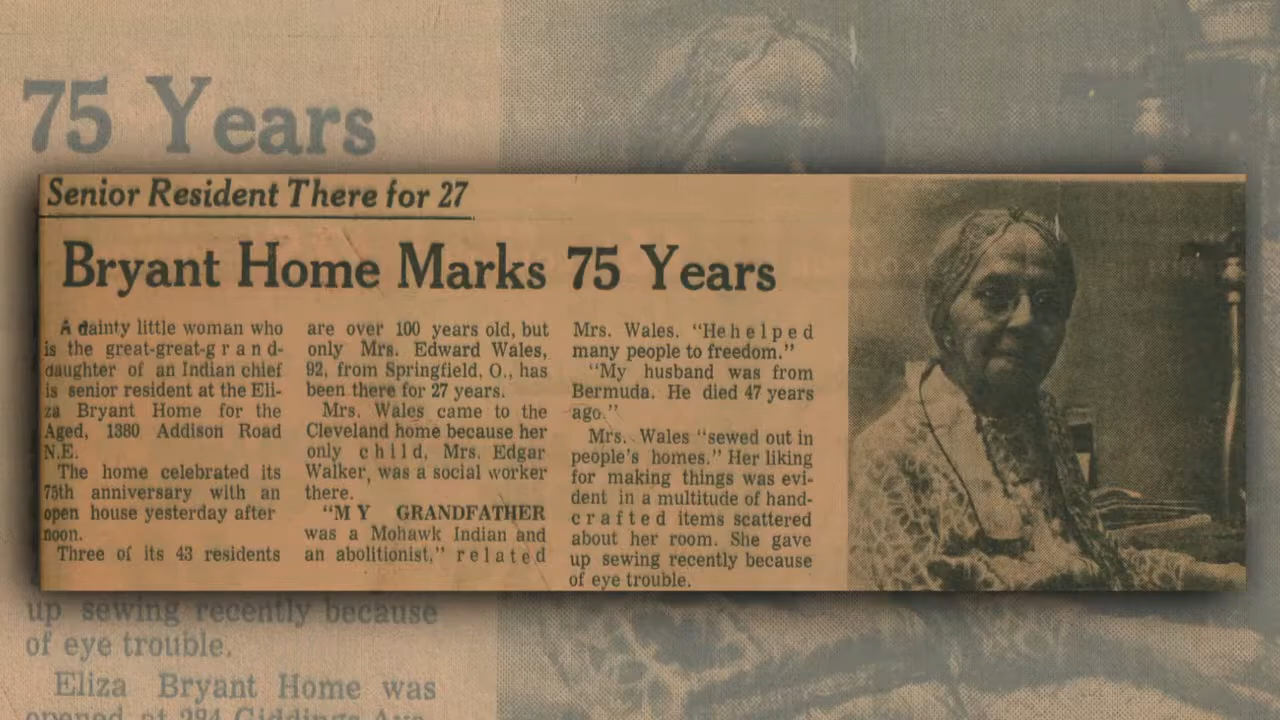 75 Years
Senior Resident There for 27
Bryant Home Marks 75 Years
A dainty little woman who
is the great-great-g r a n d-
daughter of an Indian chief
is senior resident at the Eli-
za Bryant Home for the
Aged, 1380 Addison Road
N.E.
The home celebrated its
75th anniversary with an
open house yesterday after
noon.
Three of its 43 residents
are over 100 years old, but
only Mrs. Edward Wales,
92, from Springfield, O., has
been there for 27 years.
Mrs. Wales came to the
Cleveland home because her
only c h i l d, Mrs. Edgar
Walker, was a social worker
there.
"M Y GRANDFATHER
was a Mohawk Indian and
an abolitionist," r e l a t e d
Mrs. Wales. "He h e l p e d
many people to freedom."
"My husband was from
Bermuda. He died 47 years
ago."
Mrs. Wales "sewed out in
people's homes." Her liking
for making things was evi-
dent in a multitude of hand-
c r a f t e d items scattered
about her room. She gave
up sewing recently because
of eye trouble.
up sewing recently because
of eye trouble.
Eliza Bryant Home was
opened at 284 Giddings Ave.